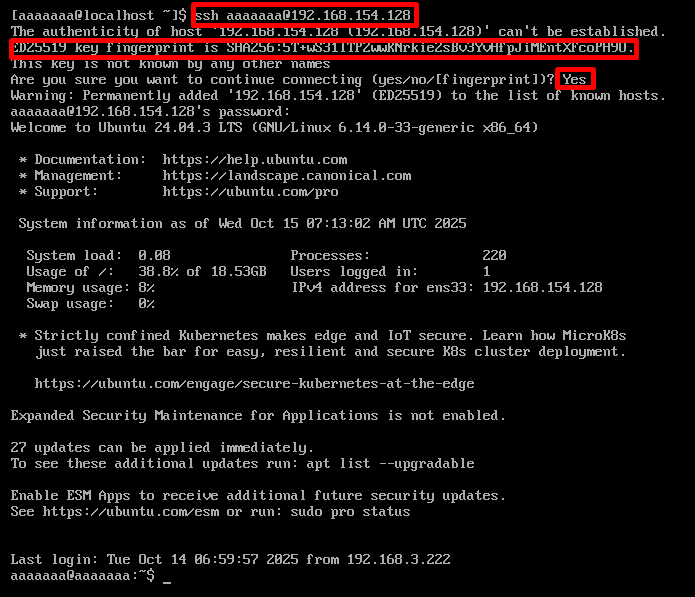 [aaaaaaa@localhost ~]$ ssh aaaaaaa@192.168.154.128
The authenticity of host '192.168.154.128 (192.168.154.128)' can't be established.
ED25519 key fingerprint is
This key is not known by any other names
Are you sure you want to continue connecting (yes/no/[fingerprint])? Yes
Warning: Permanently added '192.168.154.128' (ED25519) to the list of known hosts.
aaaaaaa@192.168.154.128's password:
Welcome to Ubuntu 24.04.3 LTS (GNU/Linux 6.14.0-33-generic x86_64)
* Documentation:  https://help.ubuntu.com
* Management:     https://landscape.canonical.com
* Support:        https://ubuntu.com/pro
System information as of Wed Oct 15 07:13:02 AM UTC 2025
System load:  0.08               Processes:              220
Usage of /:   38.8% of 18.53GB   Users logged in:        1
Memory usage: 8%                 IPv4 address for ens33: 192.168.154.128
Swap usage:   0%
* Strictly confined Kubernetes makes edge and IoT secure. Learn how MicroK8s
just raised the bar for easy, resilient and secure K8s cluster deployment.
https://ubuntu.com/engage/secure-kubernetes-at-the-edge
Expanded Security Maintenance for Applications is not enabled.
27 updates can be applied immediately.
To see these additional updates run: apt list --upgradable
Enable ESM Apps to receive additional future security updates.
See https://ubuntu.com/esm or run: sudo pro status
Last login: Tue Oct 14 06:59:57 2025 from 192.168.3.222
aaaaaaa@aaaaaaa:~$ _